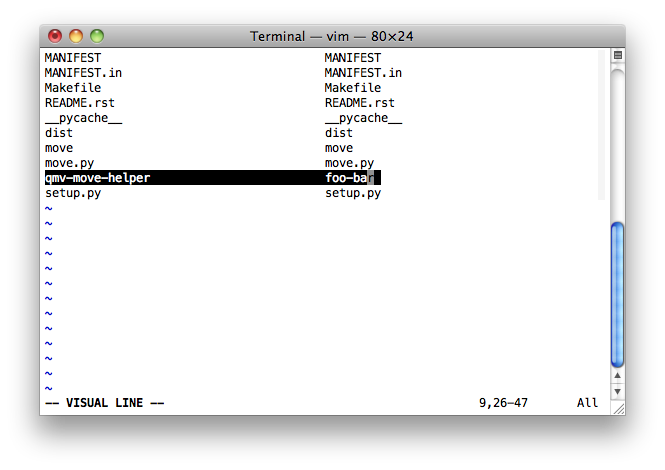 Terminal — vim — 80×24
MANIFEST MANIFEST
MANIFEST.in MANIFEST.in
Makefile Makefile
README.rst README.rst
__pycache__ __pycache__
dist dist
move move
move.py move.py
qmv-move-helper foo-bar
setup.py setup.py
~
~
~
~
~
~
~
~
~
~
~
~
~
-- VISUAL LINE -- 9,26-47 All